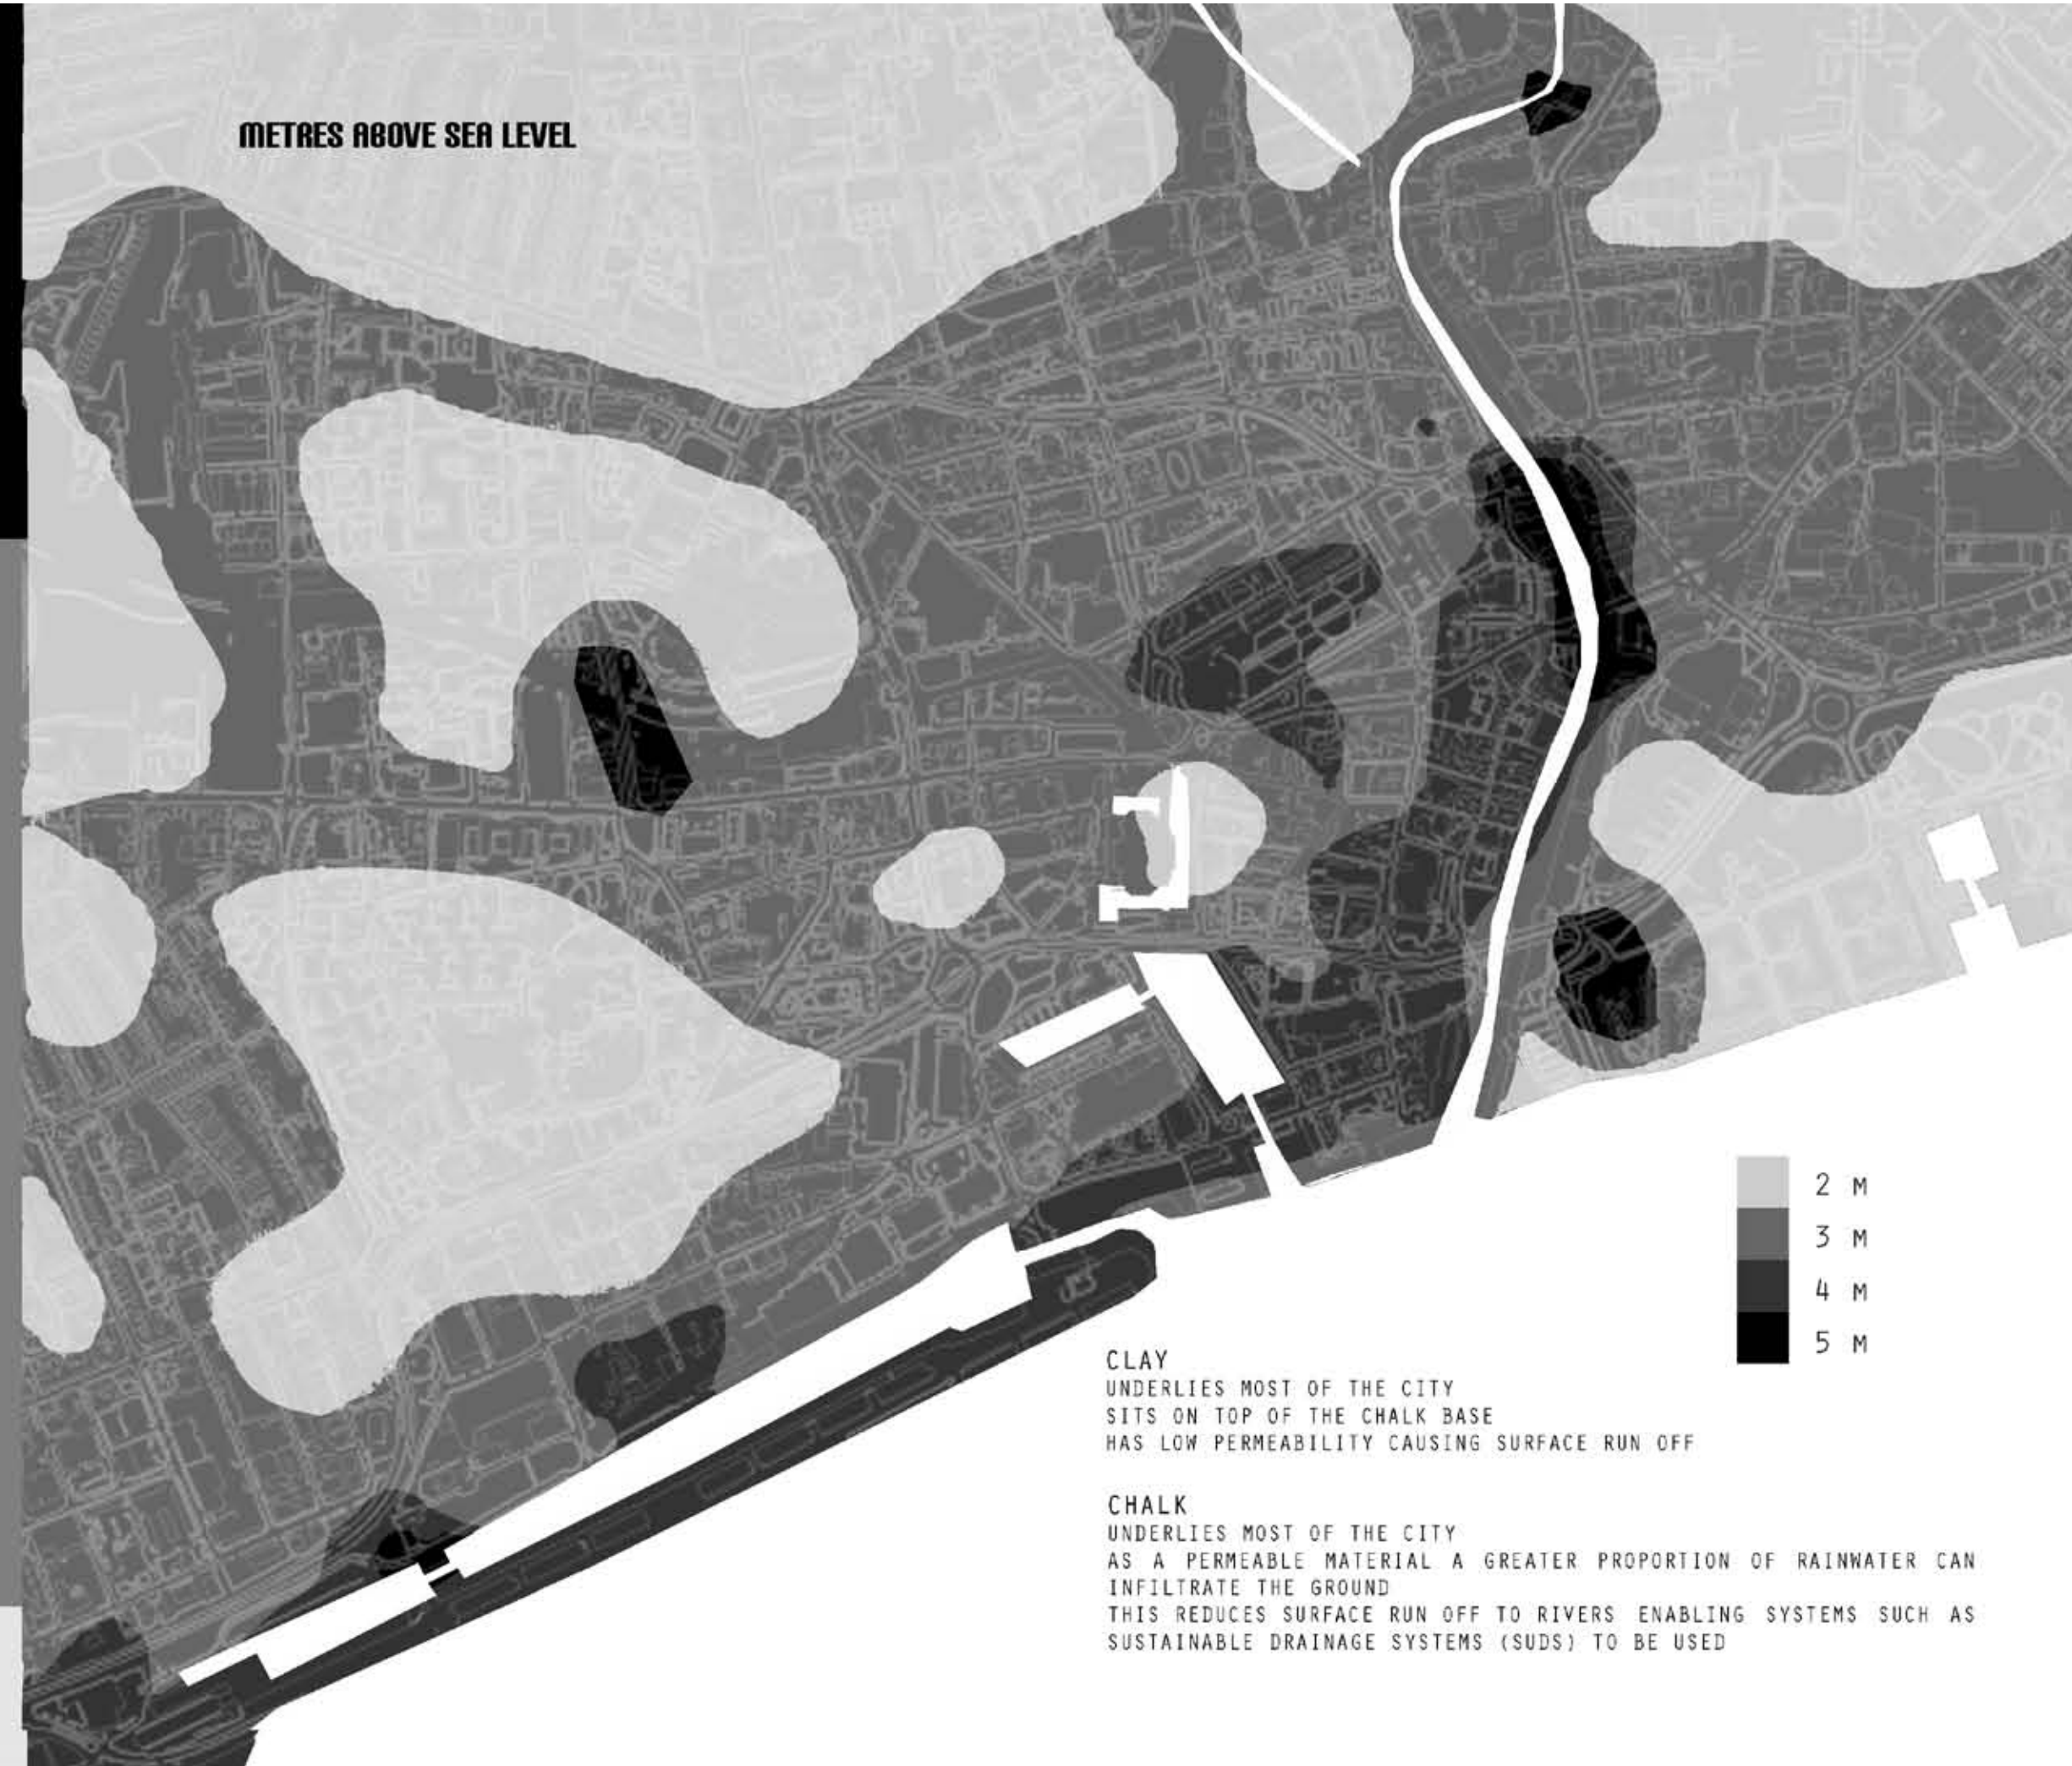 METRES ABOVE SEA LEVEL
2 M
3 M
4 M
5 M
CLAY
UNDERLIES MOST OF THE CITY
SITS ON TOP OF THE CHALK BASE
HAS LOW PERMEABILITY CAUSING SURFACE RUN OFF
CHALK
UNDERLIES MOST OF THE CITY
AS A PERMEABLE MATERIAL A GREATER PROPORTION OF RAINWATER CAN
INFILTRATE THE GROUND
THIS REDUCES SURFACE RUN OFF TO RIVERS ENABLING SYSTEMS SUCH AS
SUSTAINABLE DRAINAGE SYSTEMS (SUDS) TO BE USED